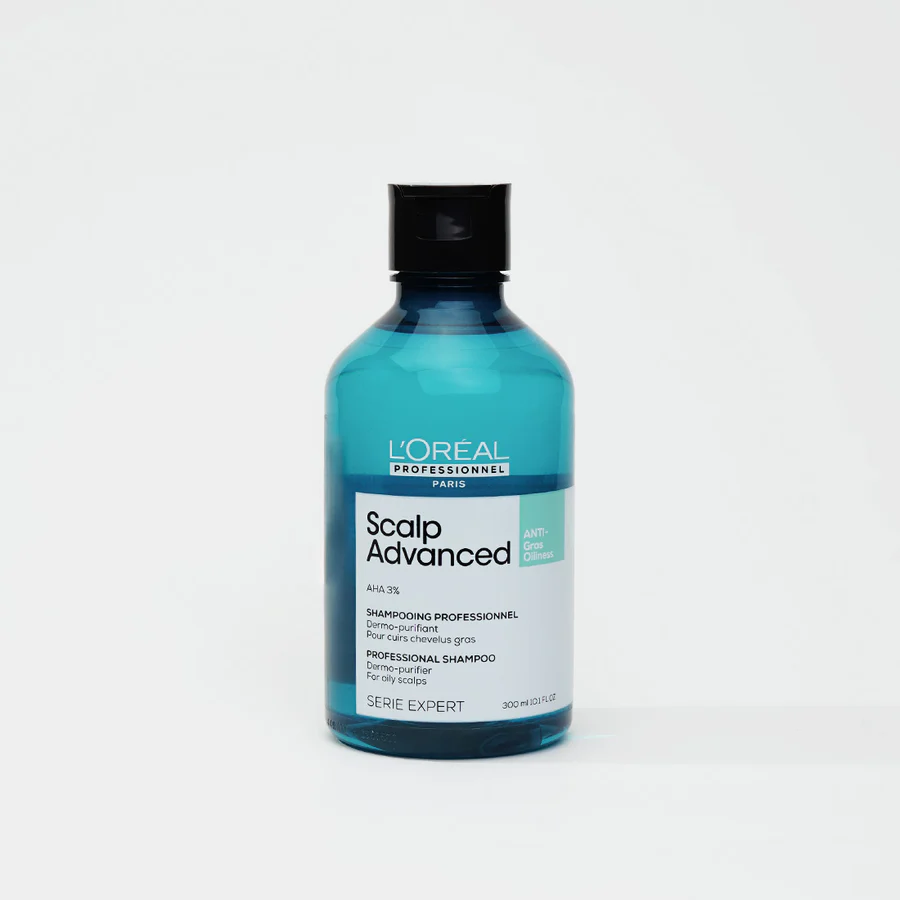 L'ORÉAL
PROFESSIONNEL
PARIS
Scalp
Advanced
ANTI-
Gras
Oiliness
AHA 3%
SHAMPOOING PROFESSIONNEL
Dermo-purifiant
Pour cuirs chevelus gras
PROFESSIONAL SHAMPOO
Dermo-purifier
For oily scalps
SERIE EXPERT
300 ml 10.1 FL.OZ